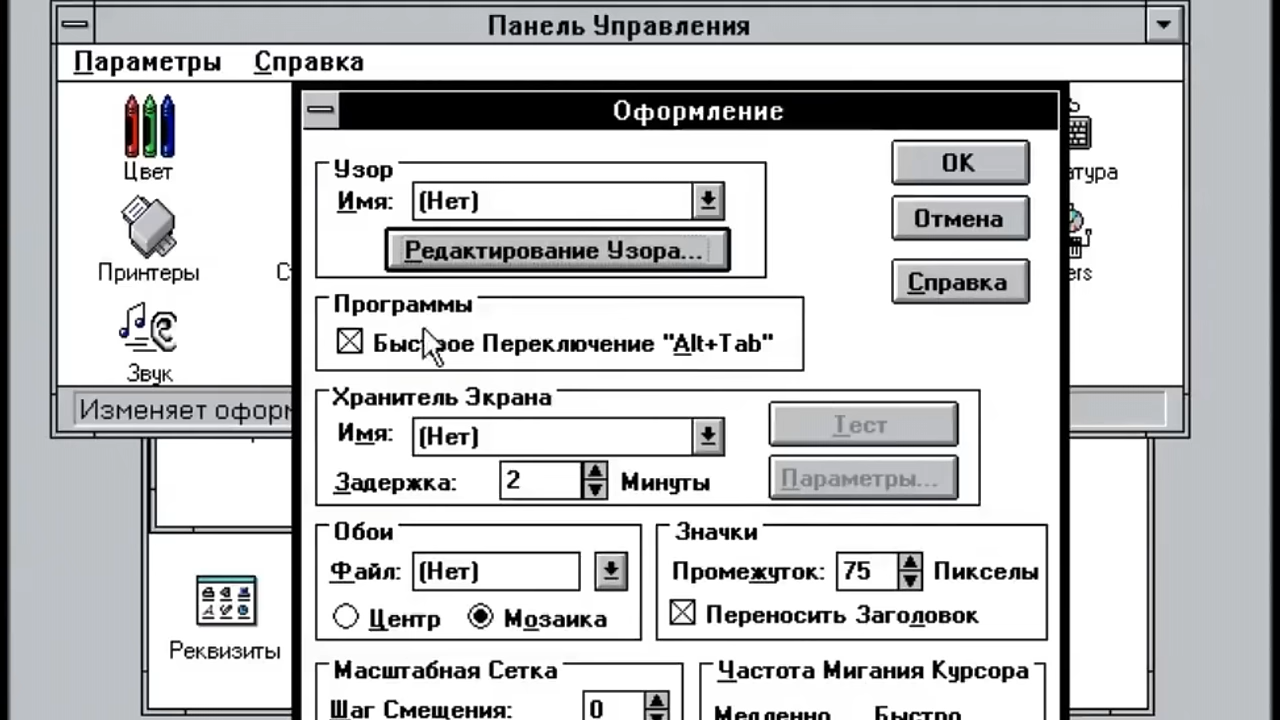 Панель Управления
Параметры Справка
Оформление
Цвет
Принтеры
Звук
Изменяет
Узор
Имя: (Нет)
Редактирование Узора...
OK
Отмена
Справка
Программы
Быстрое Переключение "Alt+Tab"
Хранитель Экрана
Имя: (Нет)
Тест
Задержка: 2 Минуты
Параметры...
Обои
Файл: (Нет)
Центр Мозаика
Значки
Промежуток: 75 Пикселы
Переносить Заголовок
Реквизиты
Масштабная Сетка
Шаг Смещения: 0
Частота Мигания Курсора
Медленно Быстро